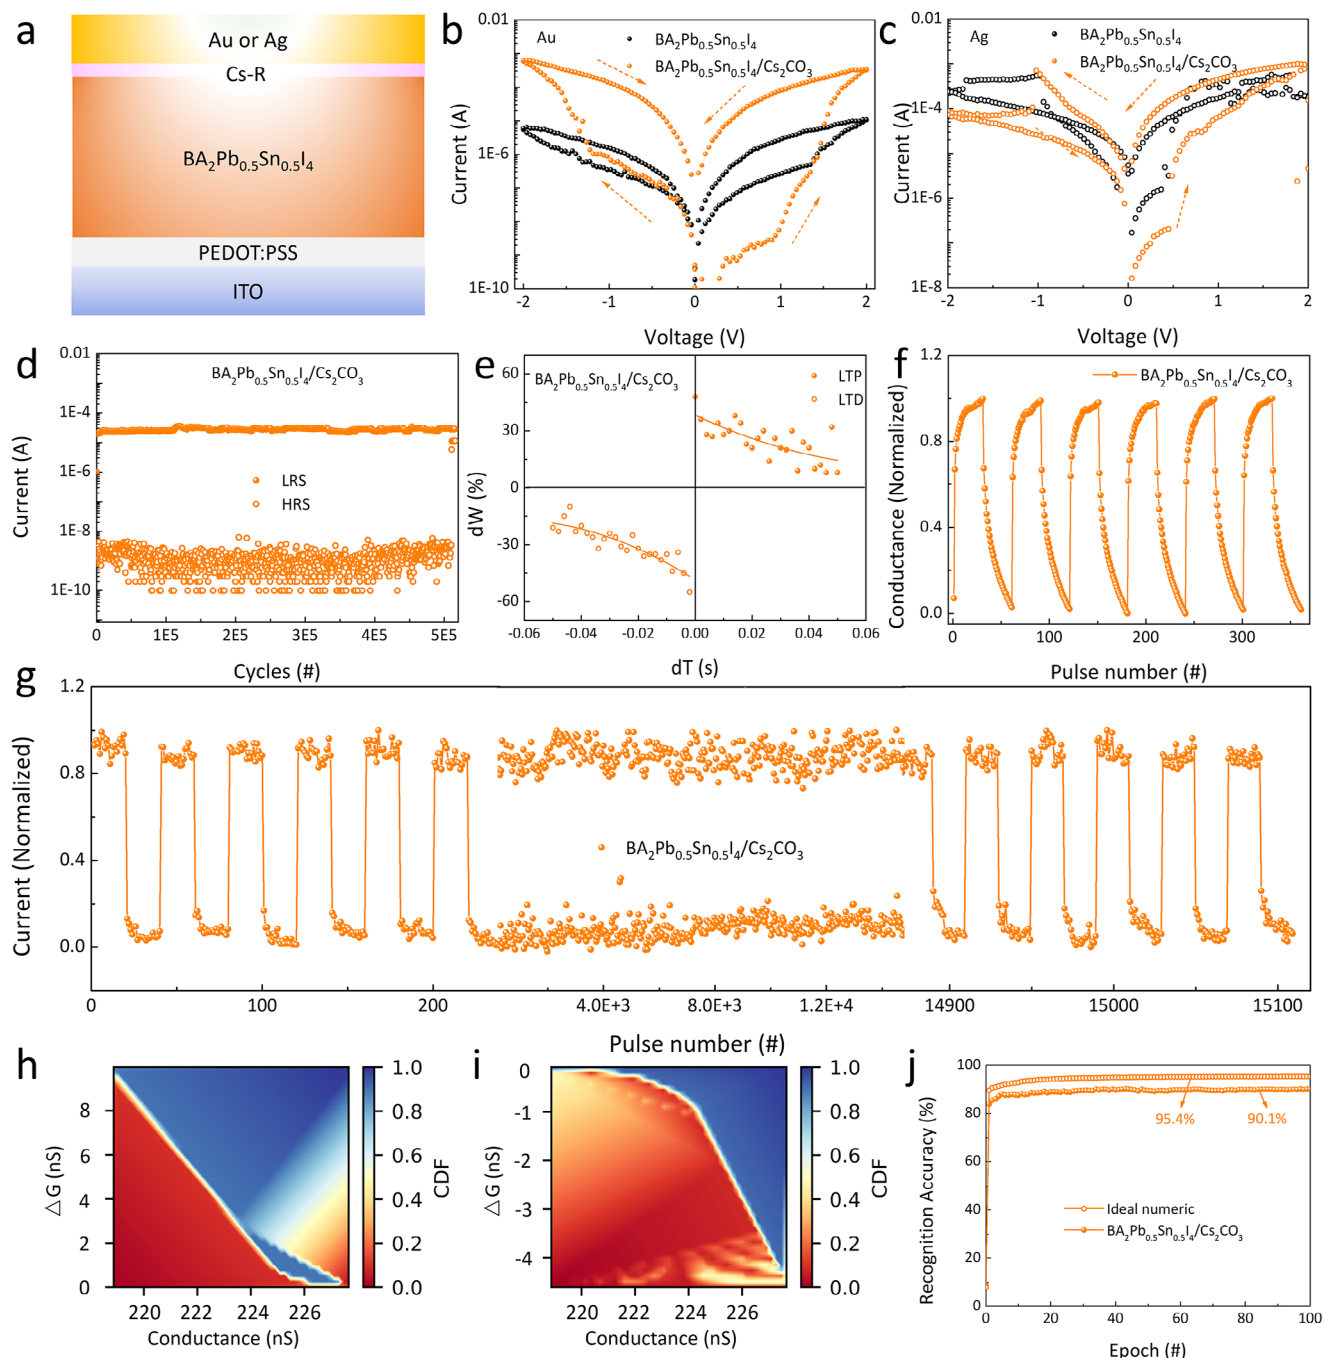 a
Au or Ag
Cs-R
BA₂Pb₀.₅Sn₀.₅I₄
PEDOT:PSS
ITO
b
0.01
1E-6
1E-10
Current (A)
Au
BA₂Pb₀.₅Sn₀.₅I₄
BA₂Pb₀.₅Sn₀.₅I₄/Cs₂CO₃
-2 -1 0 1 2
Voltage (V)
c
0.01
1E-4
1E-6
1E-8
Current (A)
Ag
BA₂Pb₀.₅Sn₀.₅I₄
BA₂Pb₀.₅Sn₀.₅I₄/Cs₂CO₃
-2 -1 0 1 2
Voltage (V)
d
0.01
1E-4
1E-6
1E-8
1E-10
Current (A)
BA₂Pb₀.₅Sn₀.₅I₄/Cs₂CO₃
LRS
HRS
0 1E5 2E5 3E5 4E5 5E5
Cycles (#)
e
60
30
0
-30
-60
dW (%)
BA₂Pb₀.₅Sn₀.₅I₄/Cs₂CO₃
LTP
LTD
-0.06 -0.04 -0.02 0.00 0.02 0.04 0.06
dT (s)
f
1.2
0.8
0.4
0.0
Conductance (Normalized)
BA₂Pb₀.₅Sn₀.₅I₄/Cs₂CO₃
0 100 200 300
Pulse number (#)
g
1.2
0.8
0.4
0.0
Current (Normalized)
BA₂Pb₀.₅Sn₀.₅I₄/Cs₂CO₃
0 100 200 4.0E+3 8.0E+3 1.2E+4 14900 15000 15100
Pulse number (#)
h
8
6
4
2
0
△G (nS)
220 222 224 226
Conductance (nS)
1.0
0.8
0.6
0.4
0.2
0.0
CDF
i
0
-1
-2
-3
-4
△G (nS)
220 222 224 226
Conductance (nS)
1.0
0.8
0.6
0.4
0.2
0.0
CDF
j
100
80
60
40
20
0
Recognition Accuracy (%)
95.4%
90.1%
Ideal numeric
BA₂Pb₀.₅Sn₀.₅I₄/Cs₂CO₃
0 20 40 60 80 100
Epoch (#)